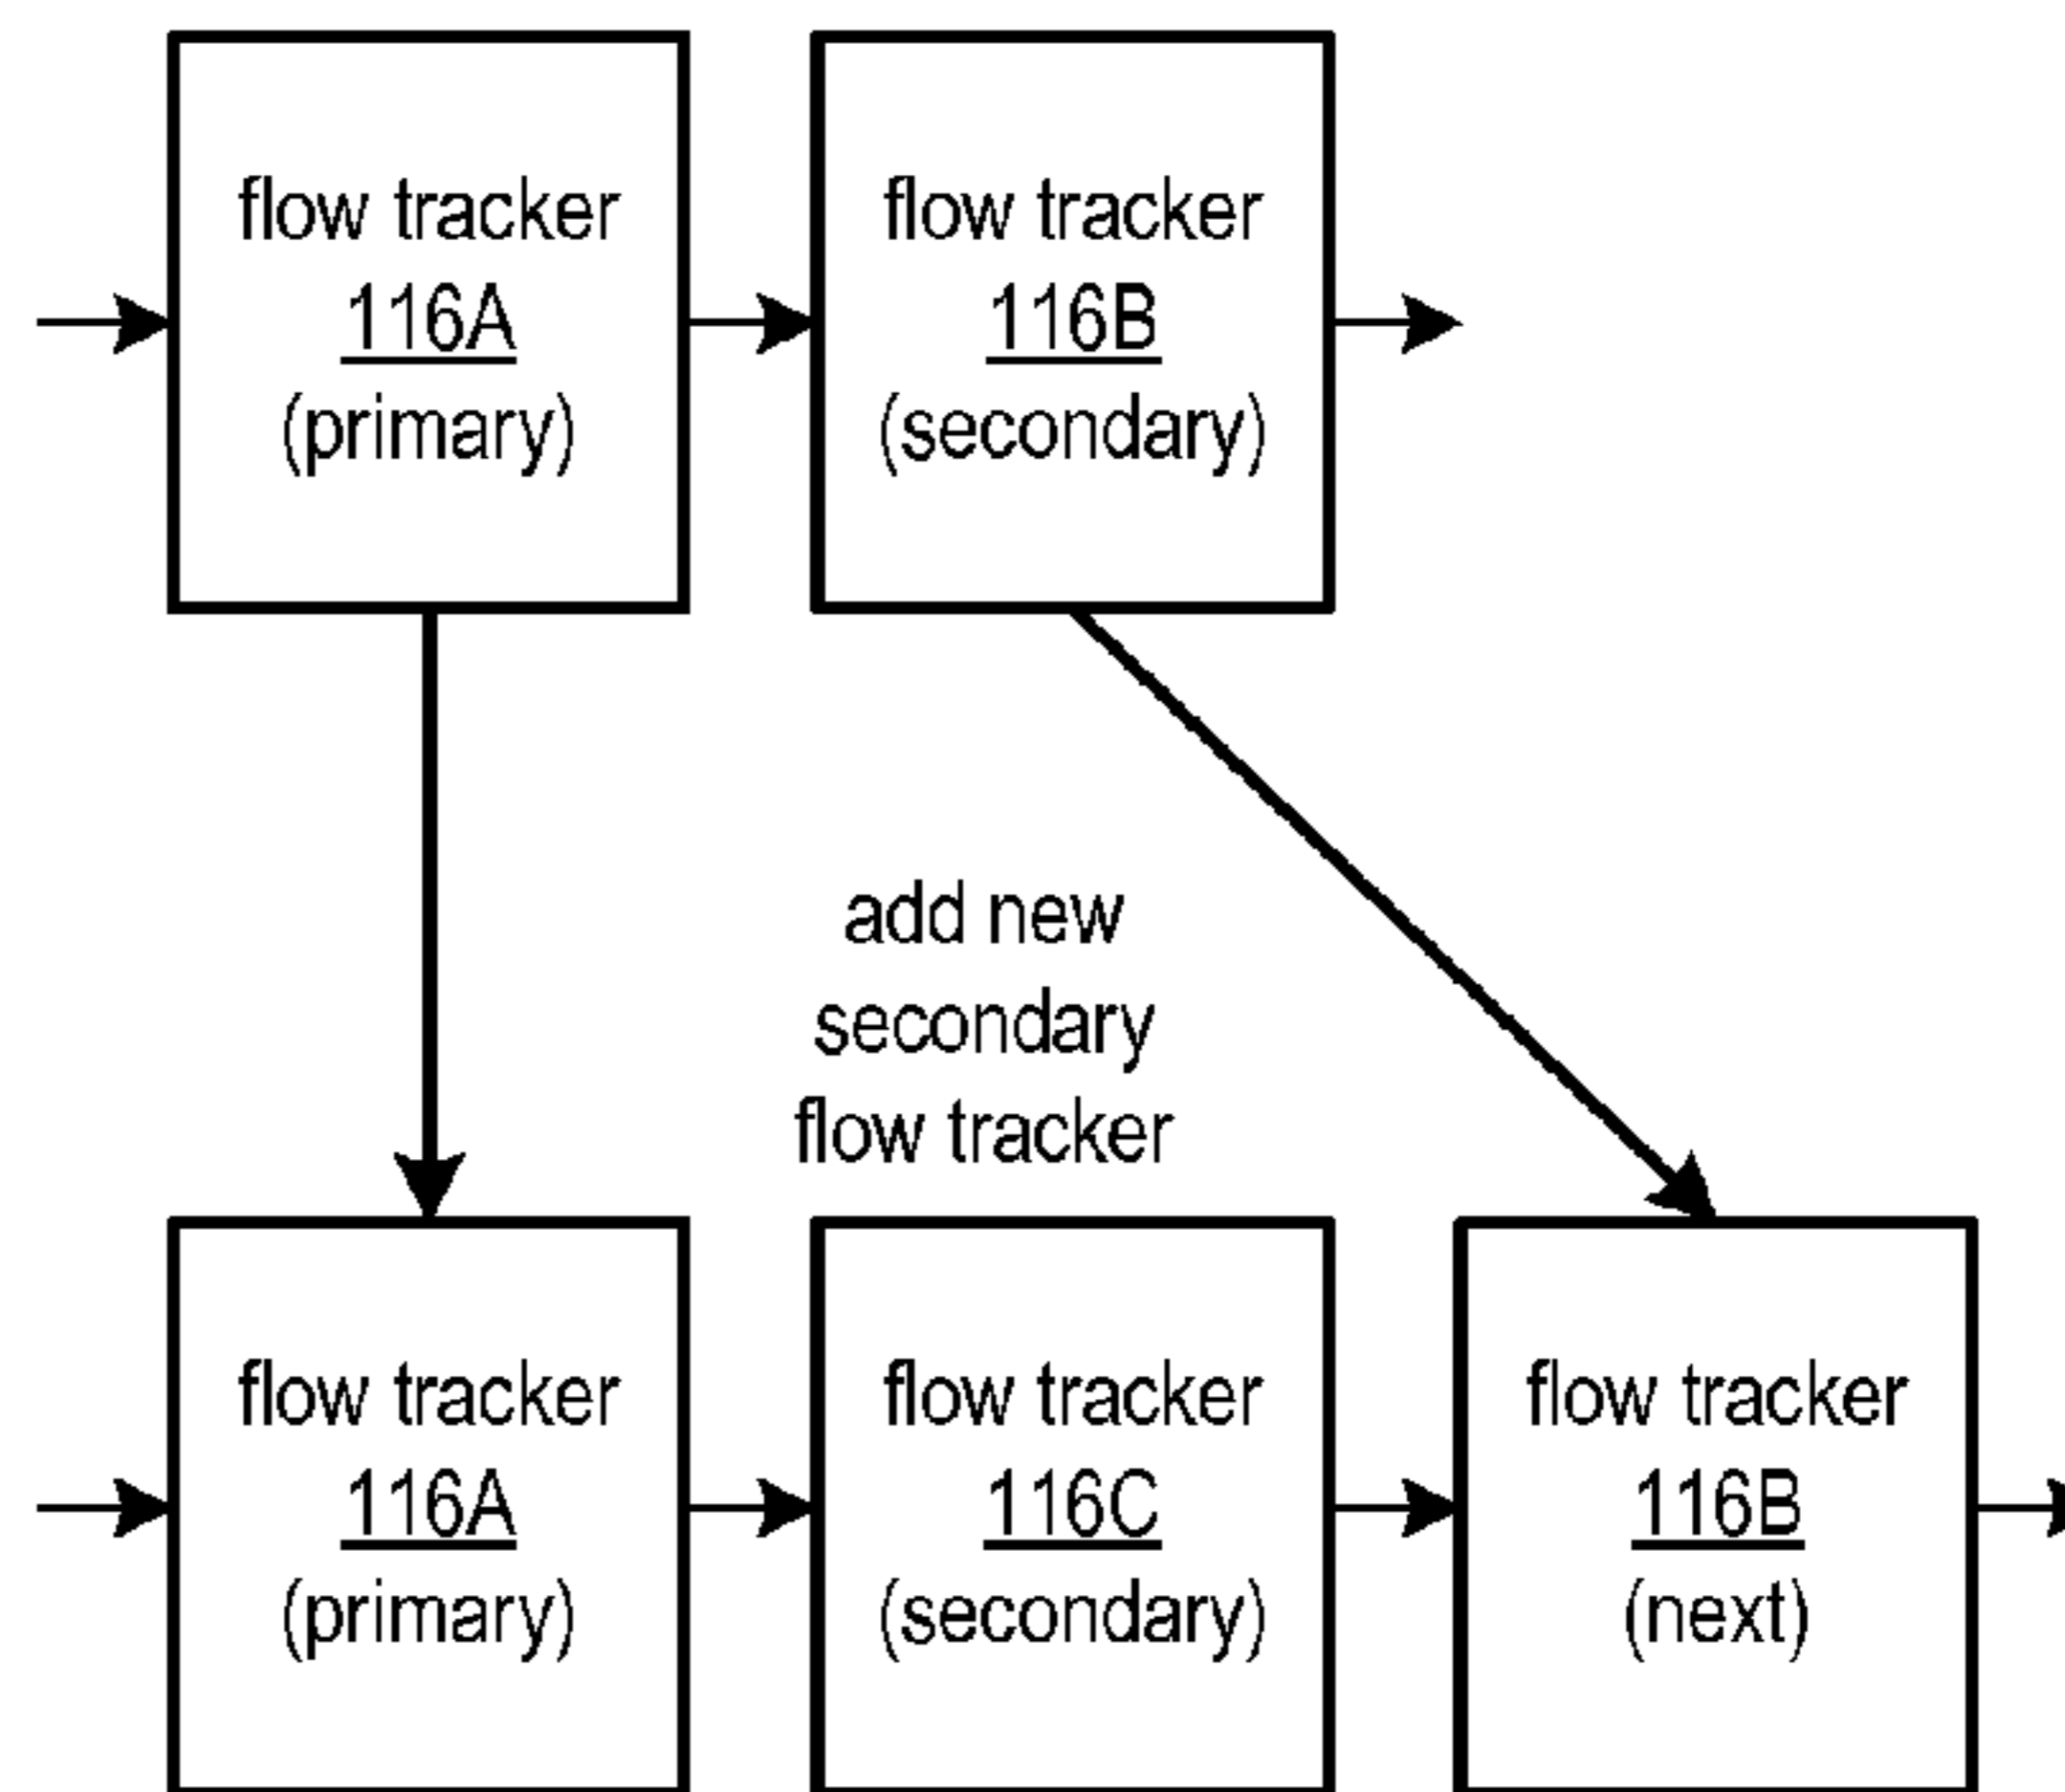 flow tracker
116A
(primary)
flow tracker
116B
(secondary)
add new
secondary
flow tracker
flow tracker
116A
(primary)
flow tracker
116C
(secondary)
flow tracker
116B
(next)